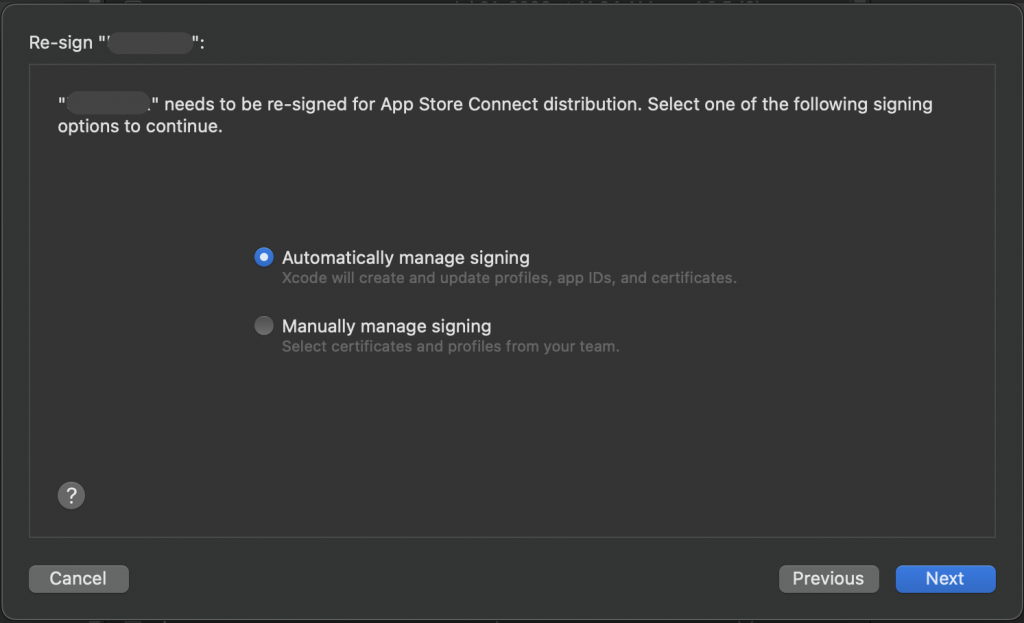 Re-sign "":
"." needs to be re-signed for App Store Connect distribution. Select one of the following signing
options to continue.
Automatically manage signing
Xcode will create and update profiles, app IDs, and certificates.
Manually manage signing
Select certificates and profiles from your team.
?
Cancel
Previous
Next